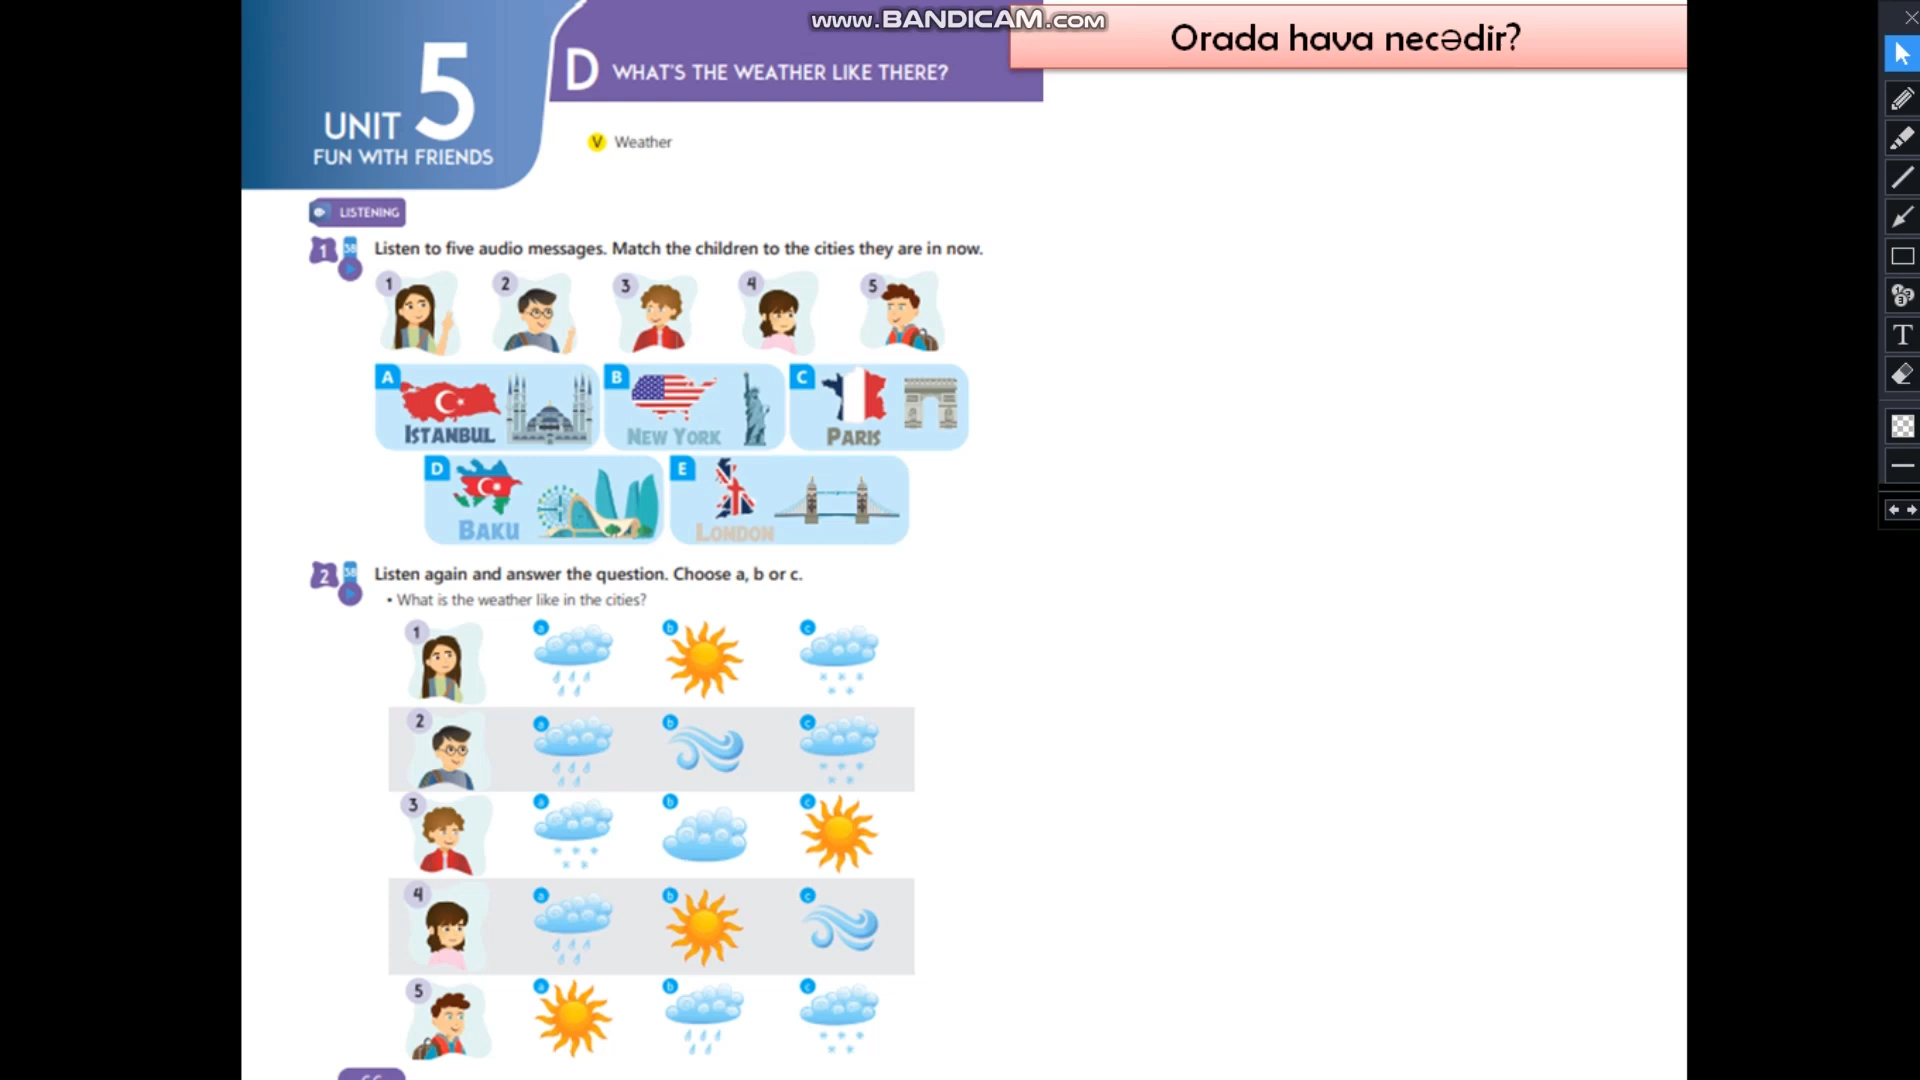 www.BANDICAM.com
Orada hava necədir?
UNIT 5
FUN WITH FRIENDS
D WHAT'S THE WEATHER LIKE THERE?
V Weather
LISTENING
1 38 Listen to five audio messages. Match the children to the cities they are in now.
1 2 3 4 5
A ISTANBUL
B NEW YORK
C PARIS
D BAKU
E LONDON
2 38 Listen again and answer the question. Choose a, b or c.
• What is the weather like in the cities?
1 a b c
2 a b c
3 a b c
4 a b c
5 a b c